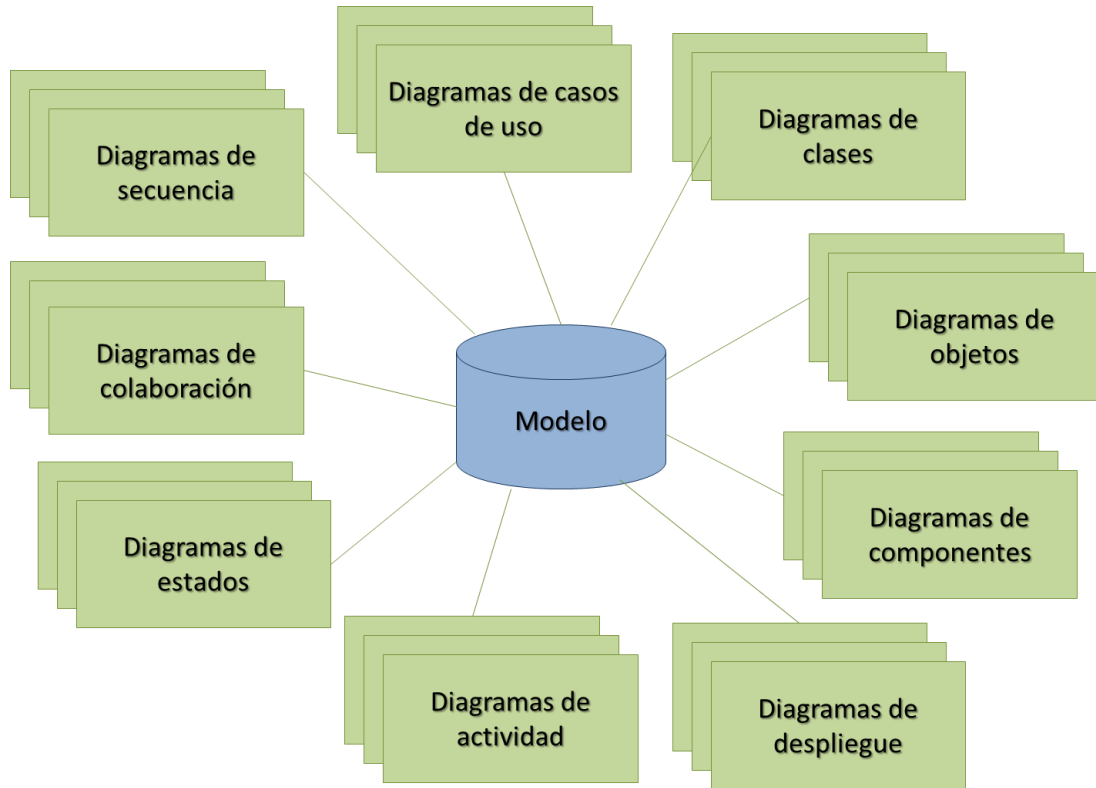 Diagramas de casos
de uso
Diagramas de
clases
Diagramas de
secuencia
Diagramas de
objetos
Diagramas de
colaboración
Modelo
Diagramas de
componentes
Diagramas de
estados
Diagramas de
actividad
Diagramas de
despliegue